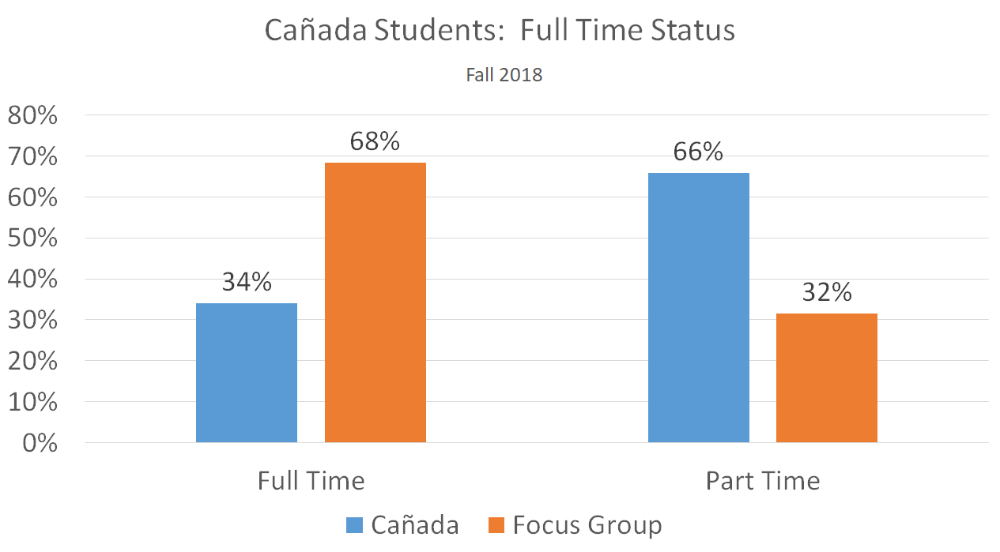 Cañada Students:  Full Time Status
Fall 2018
80%
70%
60%
50%
40%
30%
20%
10%
0%
34%
68%
66%
32%
Full Time
Part Time
Cañada
Focus Group